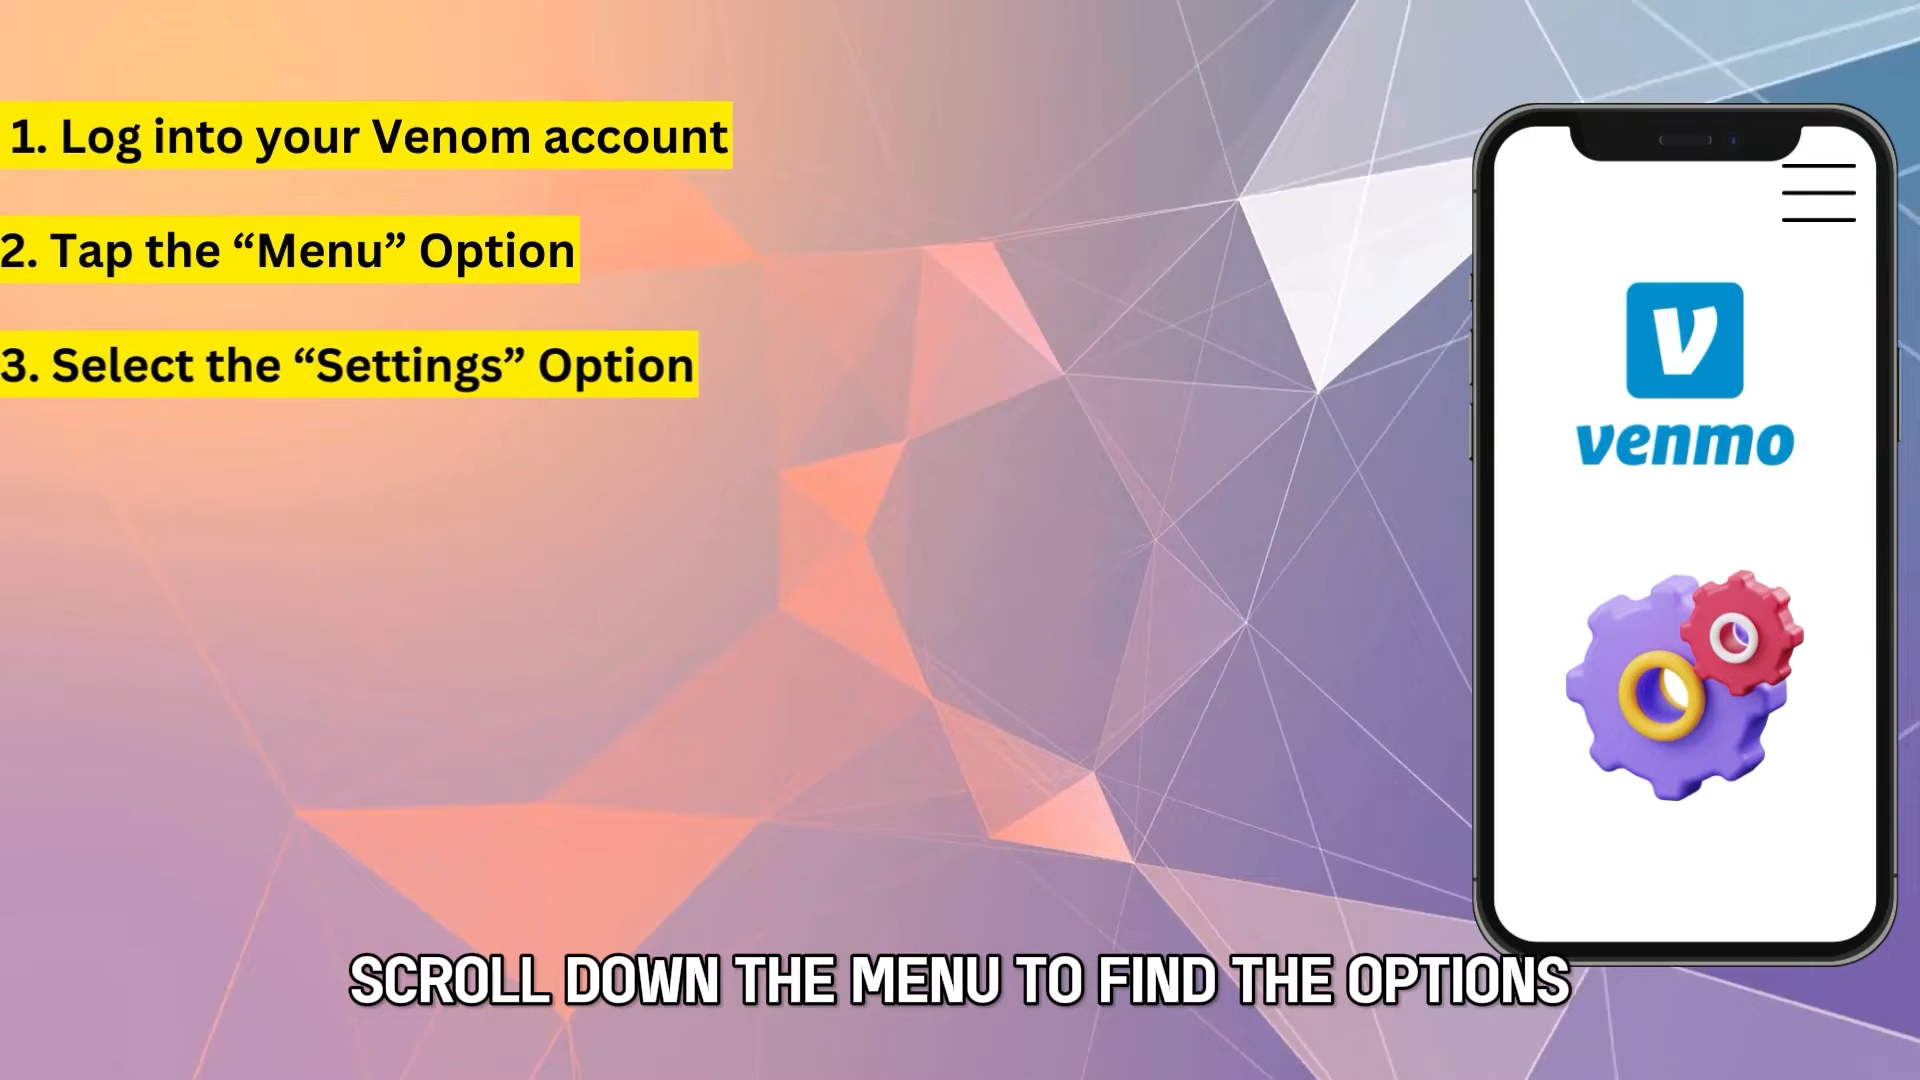 1. Log into your Venom account
2. Tap the “Menu” Option
3. Select the “Settings” Option
V
venmo
SCROLL DOWN THE MENU TO FIND THE OPTIONS